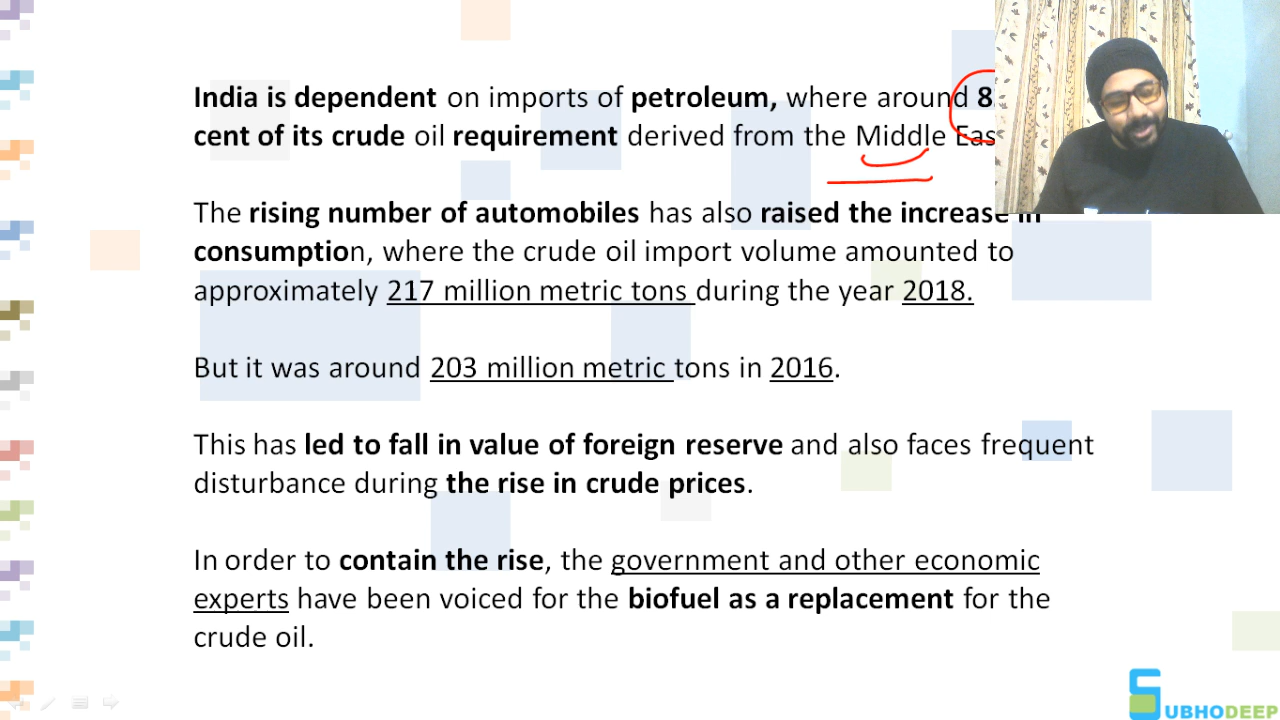 India is dependent on imports of petroleum, where around 8
cent of its crude oil requirement derived from the Middle Eas
The rising number of automobiles has also raised the increase in
consumption, where the crude oil import volume amounted to
approximately 217 million metric tons during the year 2018.
But it was around 203 million metric tons in 2016.
This has led to fall in value of foreign reserve and also faces frequent
disturbance during the rise in crude prices.
In order to contain the rise, the government and other economic
experts have been voiced for the biofuel as a replacement for the
crude oil.
SUBHODEEP